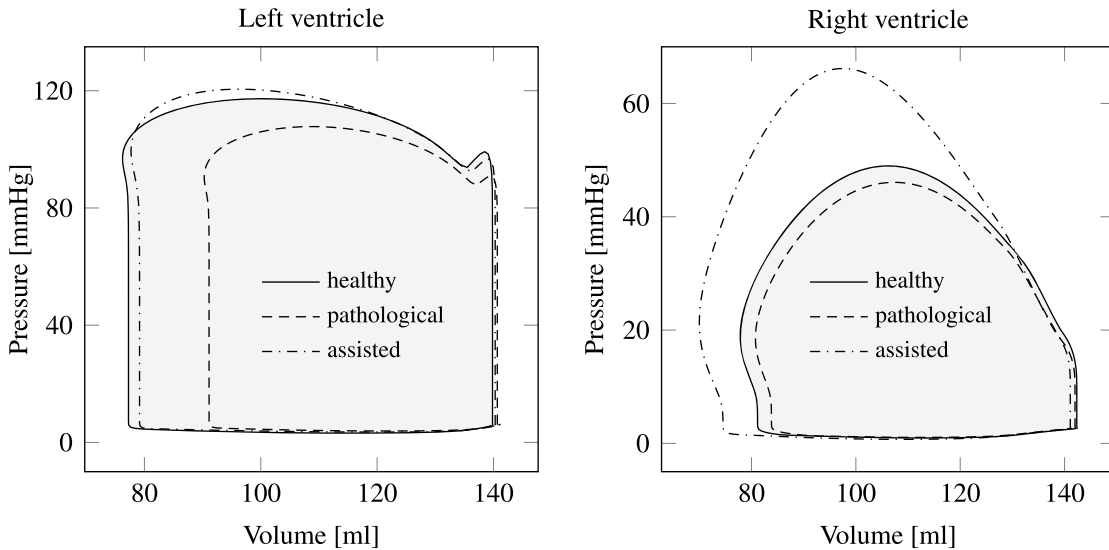 Left ventricle
120
80
40
0
Pressure [mmHg]
healthy
pathological
assisted
80 100 120 140
Volume [ml]
Right ventricle
60
40
20
0
Pressure [mmHg]
healthy
pathological
assisted
80 100 120 140
Volume [ml]